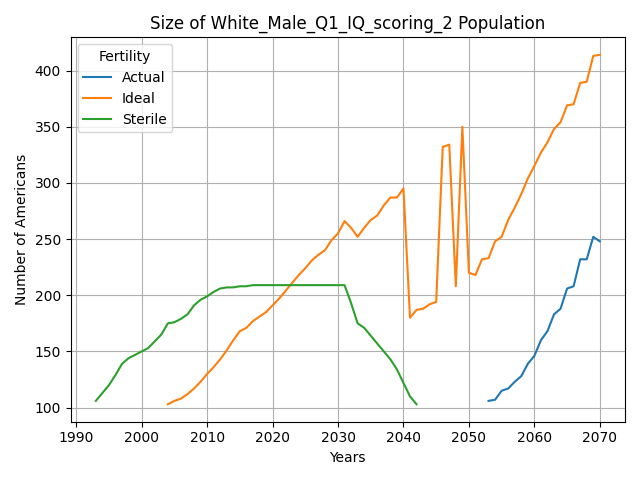 Size of White_Male_Q1_IQ_scoring_2 Population
Fertility
Actual
Ideal
Sterile
Number of Americans
400
350
300
250
200
150
100
1990 2000 2010 2020 2030 2040 2050 2060 2070
Years